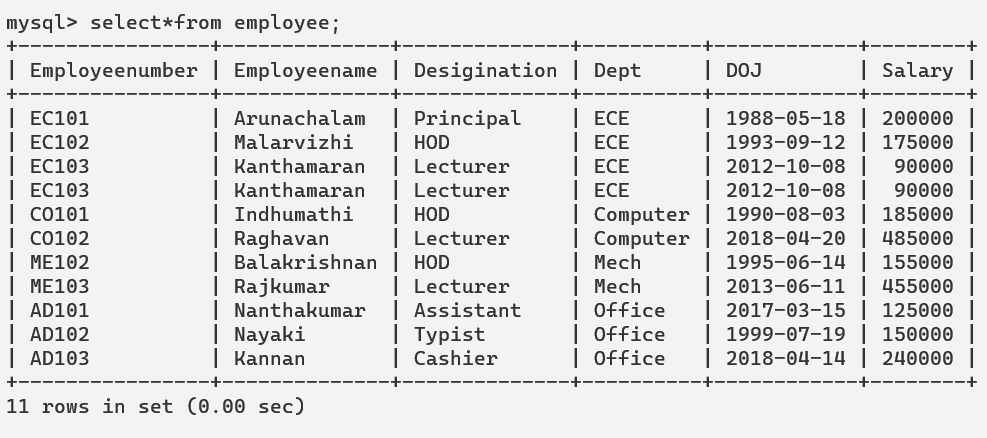 mysql> select*from employee;
+----------------+--------------+--------------+----------+------------+--------+
| Employeenumber | Employeename | Desigination | Dept     | DOJ        | Salary |
+----------------+--------------+--------------+----------+------------+--------+
| EC101          | Arunachalam  | Principal    | ECE      | 1988-05-18 | 200000 |
| EC102          | Malarvizhi   | HOD          | ECE      | 1993-09-12 | 175000 |
| EC103          | Kanthamaran  | Lecturer     | ECE      | 2012-10-08 |  90000 |
| EC103          | Kanthamaran  | Lecturer     | ECE      | 2012-10-08 |  90000 |
| CO101          | Indhumathi   | HOD          | Computer | 1990-08-03 | 185000 |
| CO102          | Raghavan     | Lecturer     | Computer | 2018-04-20 | 485000 |
| ME102          | Balakrishnan | HOD          | Mech     | 1995-06-14 | 155000 |
| ME103          | Rajkumar     | Lecturer     | Mech     | 2013-06-11 | 455000 |
| AD101          | Nanthakumar  | Assistant    | Office   | 2017-03-15 | 125000 |
| AD102          | Nayaki       | Typist       | Office   | 1999-07-19 | 150000 |
| AD103          | Kannan       | Cashier      | Office   | 2018-04-14 | 240000 |
+----------------+--------------+--------------+----------+------------+--------+
11 rows in set (0.00 sec)